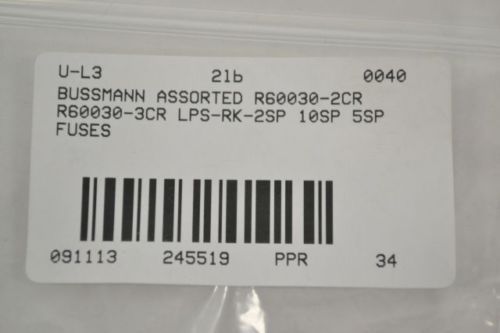 U-L3 21b 0040
BUSSMANN ASSORTED R60030-2CR
R60030-3CR LPS-RK-2SP 10SP 5SP
FUSES
091113 245519 PPR 34